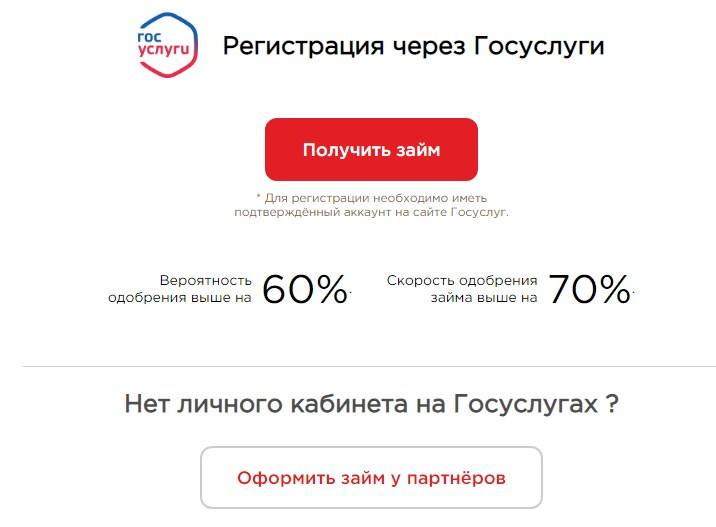 гос
услуги
Регистрация через Госуслуги
Получить займ
* Для регистрации необходимо иметь
подтверждённый аккаунт на сайте Госуслуг.
Вероятность
одобрения выше на 60%.
Скорость одобрения
займа выше на 70%.
Нет личного кабинета на Госуслугах ?
Оформить займ у партнёров